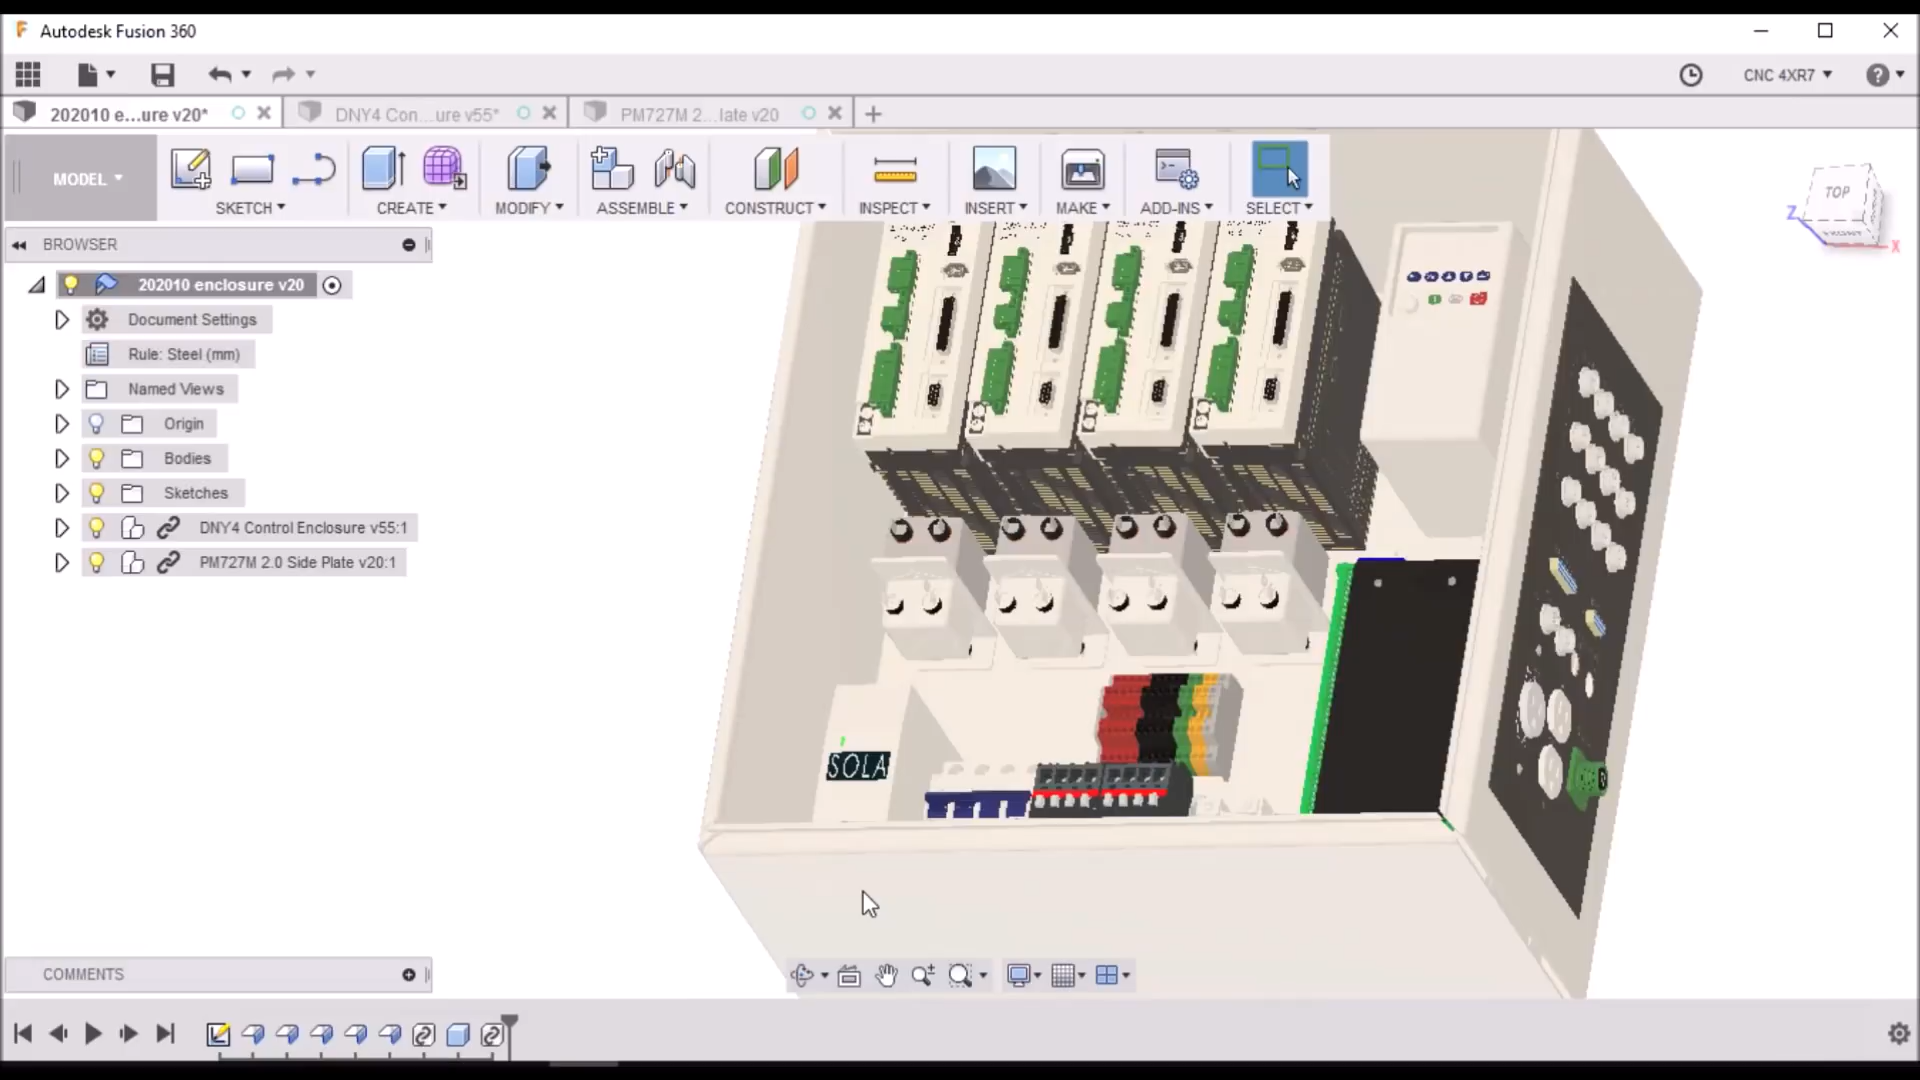 Autodesk Fusion 360
CNC 4XR7
202010 e...ure v20*
DNY4 Con...ure v55*
PM727M 2...late v20
MODEL
SKETCH
CREATE
MODIFY
ASSEMBLE
CONSTRUCT
INSPECT
INSERT
MAKE
ADD-INS
SELECT
TOP
FRONT
Z
X
BROWSER
202010 enclosure v20
Document Settings
Rule: Steel (mm)
Named Views
Origin
Bodies
Sketches
DNY4 Control Enclosure v55:1
PM727M 2.0 Side Plate v20:1
SOLA
COMMENTS